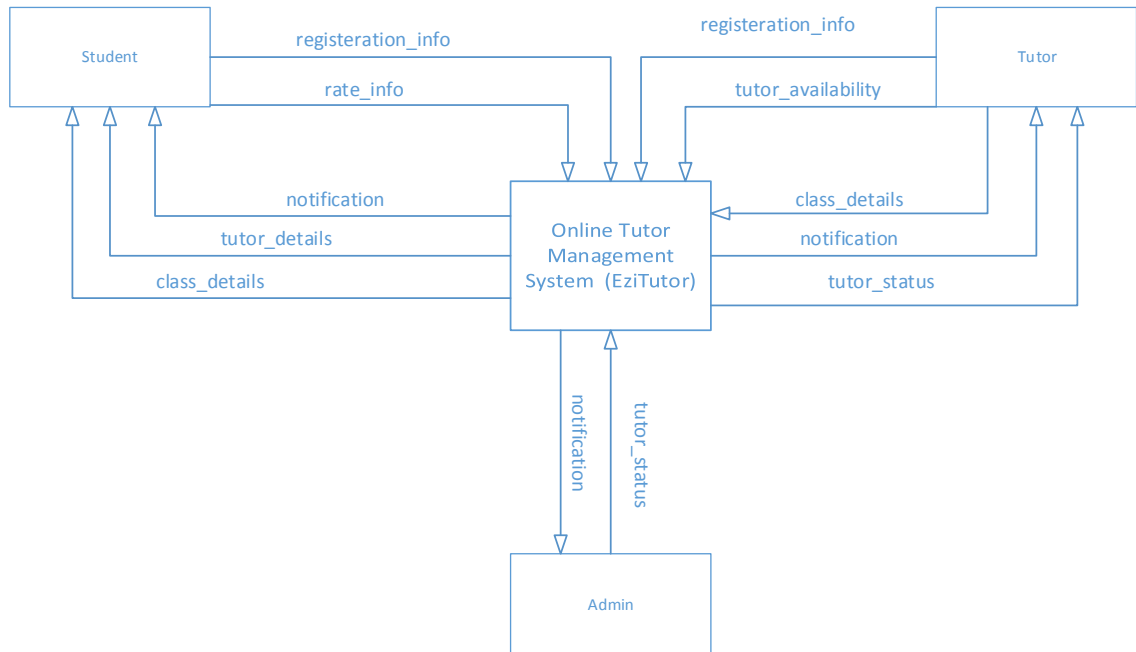 Student
registeration_info
registeration_info
Tutor
rate_info
tutor_availability
notification
class_details
tutor_details
Online Tutor
Management
System (EziTutor)
notification
class_details
tutor_status
notification
tutor_status
Admin